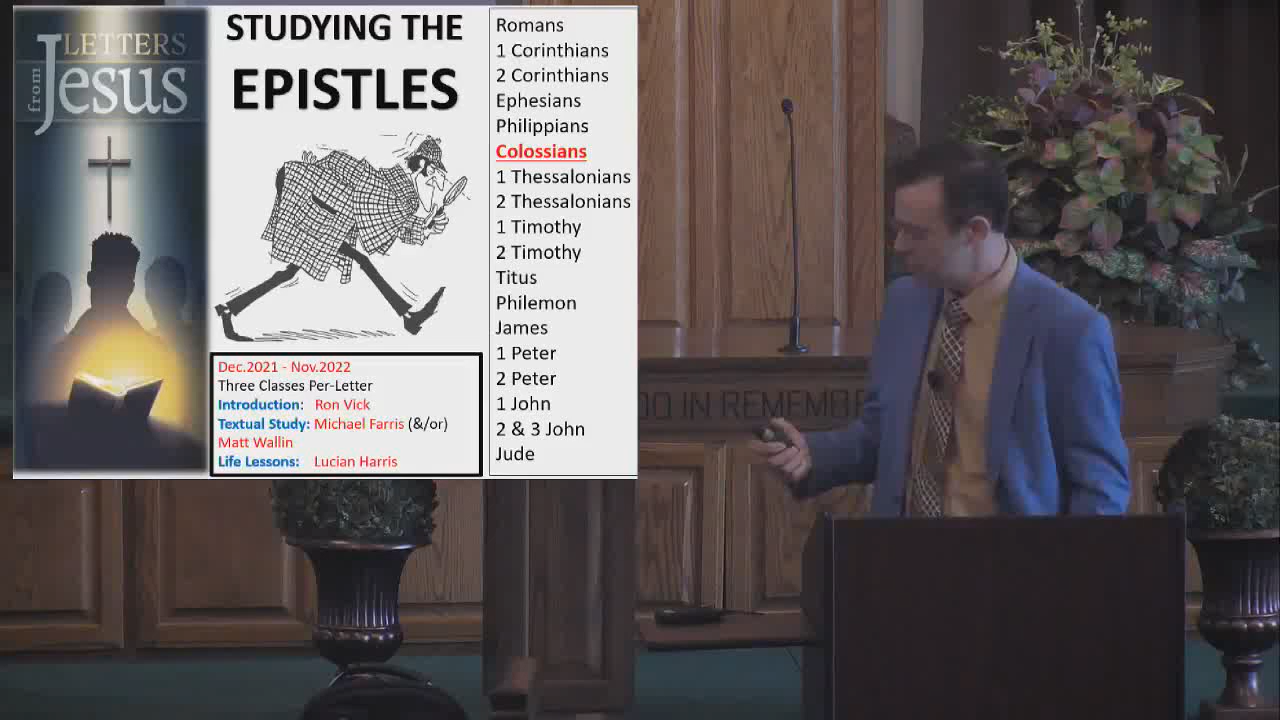 LETTERS
from
Jesus
STUDYING THE
EPISTLES
Dec.2021 - Nov.2022
Three Classes Per-Letter
Introduction: Ron Vick
Textual Study: Michael Farris (&/or)
Matt Wallin
Life Lessons: Lucian Harris
Romans
1 Corinthians
2 Corinthians
Ephesians
Philippians
Colossians
1 Thessalonians
2 Thessalonians
1 Timothy
2 Timothy
Titus
Philemon
James
1 Peter
2 Peter
1 John
2 & 3 John
Jude
DO IN REMEMB